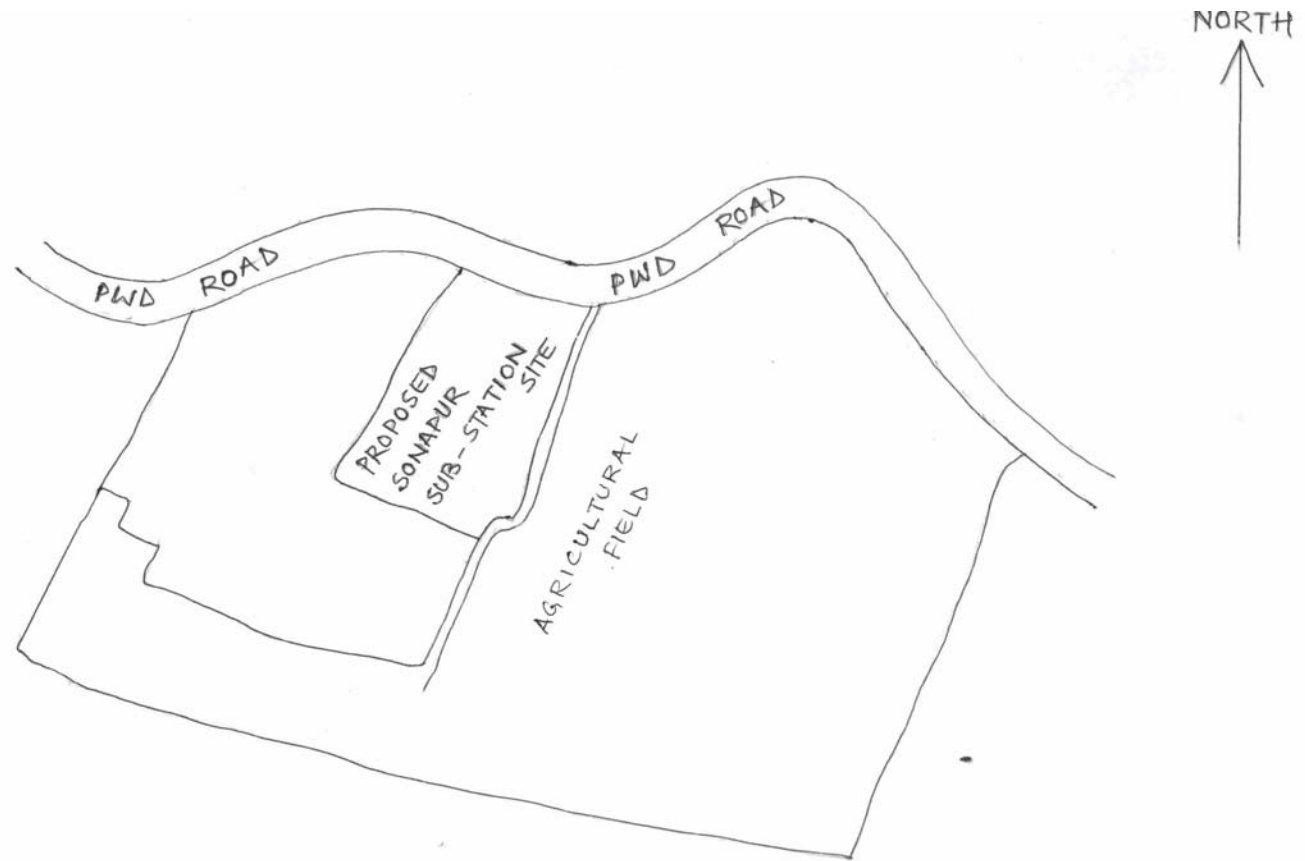 NORTH
PWD ROAD
PWD ROAD
PROPOSED
SONAPUR
SUB-STATION
SITE
AGRICULTURAL
FIELD